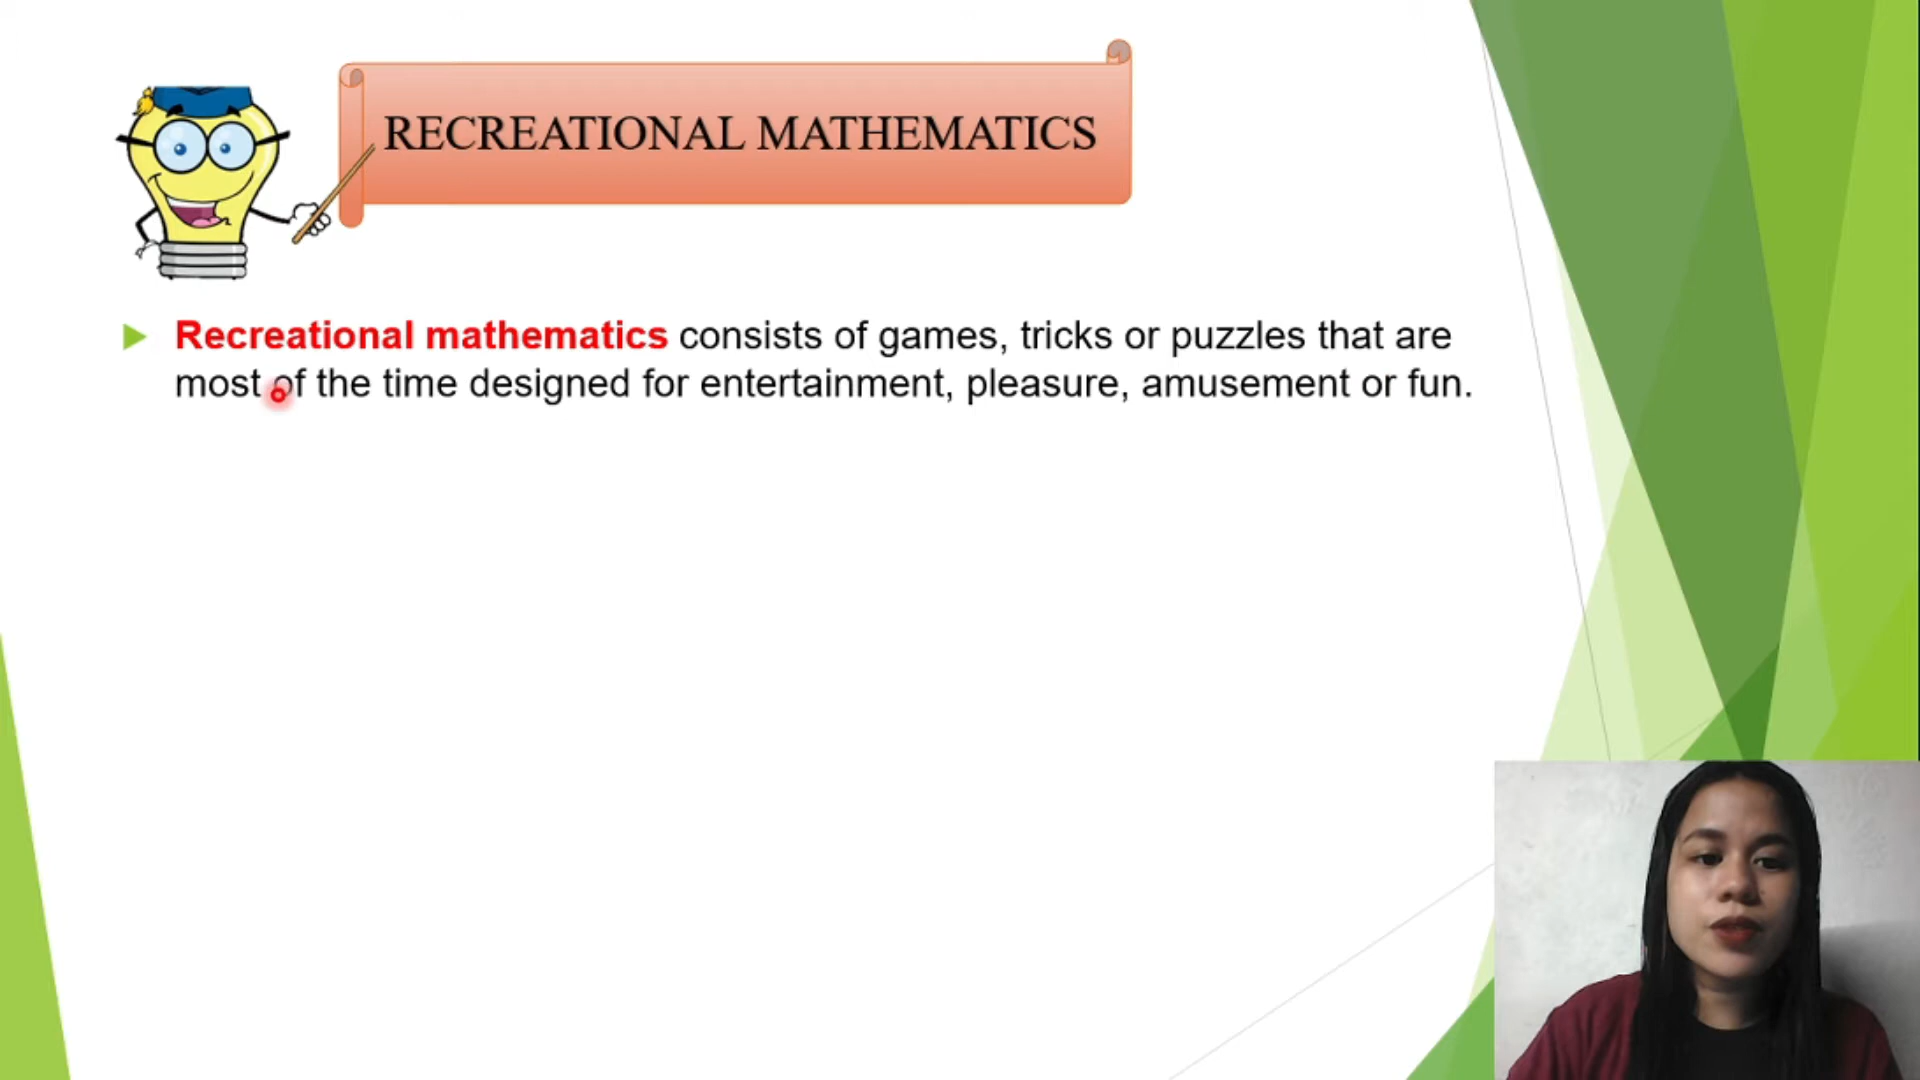 RECREATIONAL MATHEMATICS
Recreational mathematics consists of games, tricks or puzzles that are
most of the time designed for entertainment, pleasure, amusement or fun.